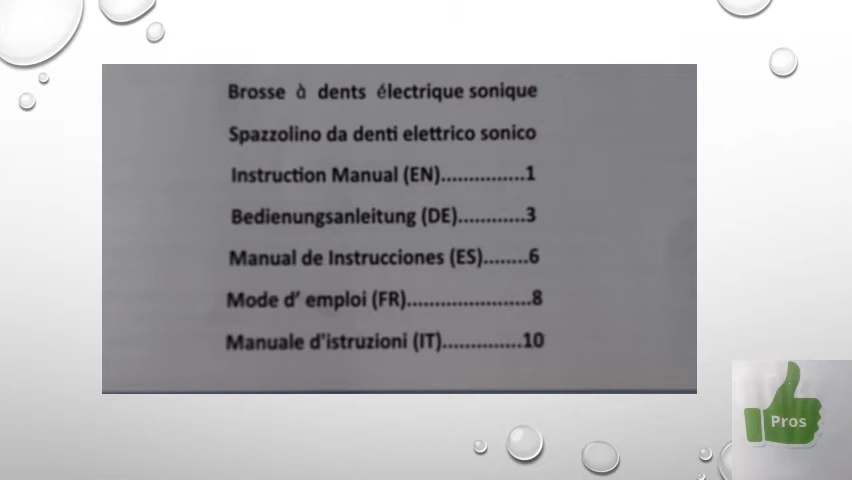 Brosse à dents électrique sonique
Spazzolino da denti elettrico sonico
Instruction Manual (EN)...............1
Bedienungsanleitung (DE)............3
Manual de Instrucciones (ES)........6
Mode d’ emploi (FR)......................8
Manuale d'istruzioni (IT)..............10
Pros